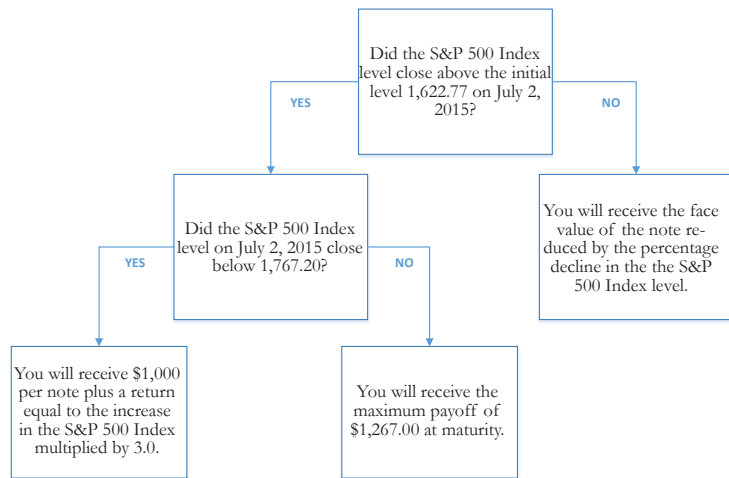 Did the S&P 500 Index
level close above the initial
level 1,622.77 on July 2,
2015?
YES
NO
Did the S&P 500 Index
level on July 2, 2015 close
below 1,767.20?
You will receive the face
value of the note re-
duced by the percentage
decline in the the S&P
500 Index level.
YES
NO
You will receive $1,000
per note plus a return
equal to the increase
in the S&P 500 Index
multiplied by 3.0.
You will receive the
maximum payoff of
$1,267.00 at maturity.